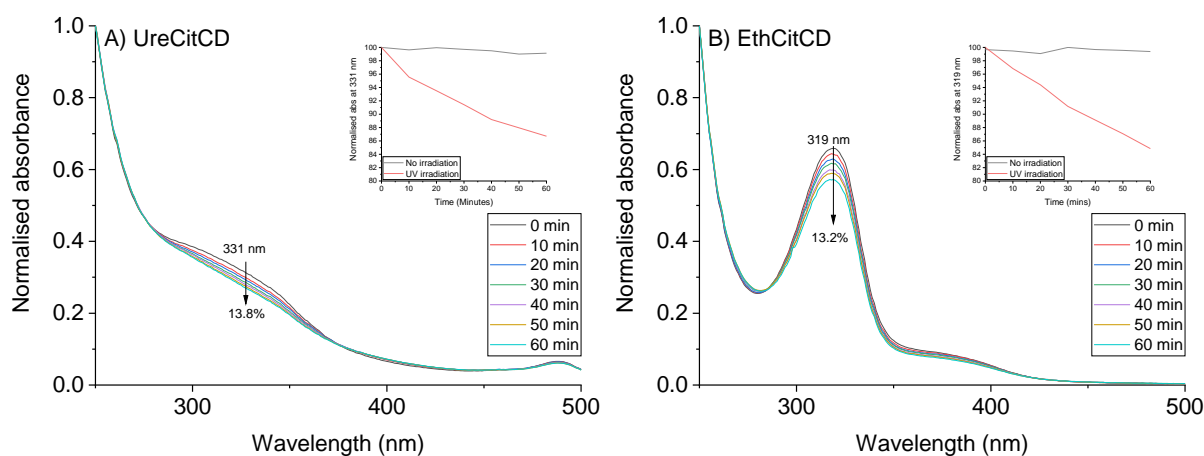 A) UreCitCD
Normalised absorbance
1.0
0.8
0.6
0.4
0.2
0.0
300
400
500
Wavelength (nm)
331 nm
13.8%
Normalised abs at 331 nm
100
98
96
94
92
90
88
86
84
82
80
0
10
20
30
40
50
60
Time (Minutes)
No irradiation
UV irradiation
0 min
10 min
20 min
30 min
40 min
50 min
60 min
B) EthCitCD
Normalised absorbance
1.0
0.8
0.6
0.4
0.2
0.0
300
400
500
Wavelength (nm)
319 nm
13.2%
Normalised abs at 319 nm
100
98
96
94
92
90
88
86
84
82
80
0
10
20
30
40
50
60
Time (mins)
No irradiation
UV irradiation
0 min
10 min
20 min
30 min
40 min
50 min
60 min